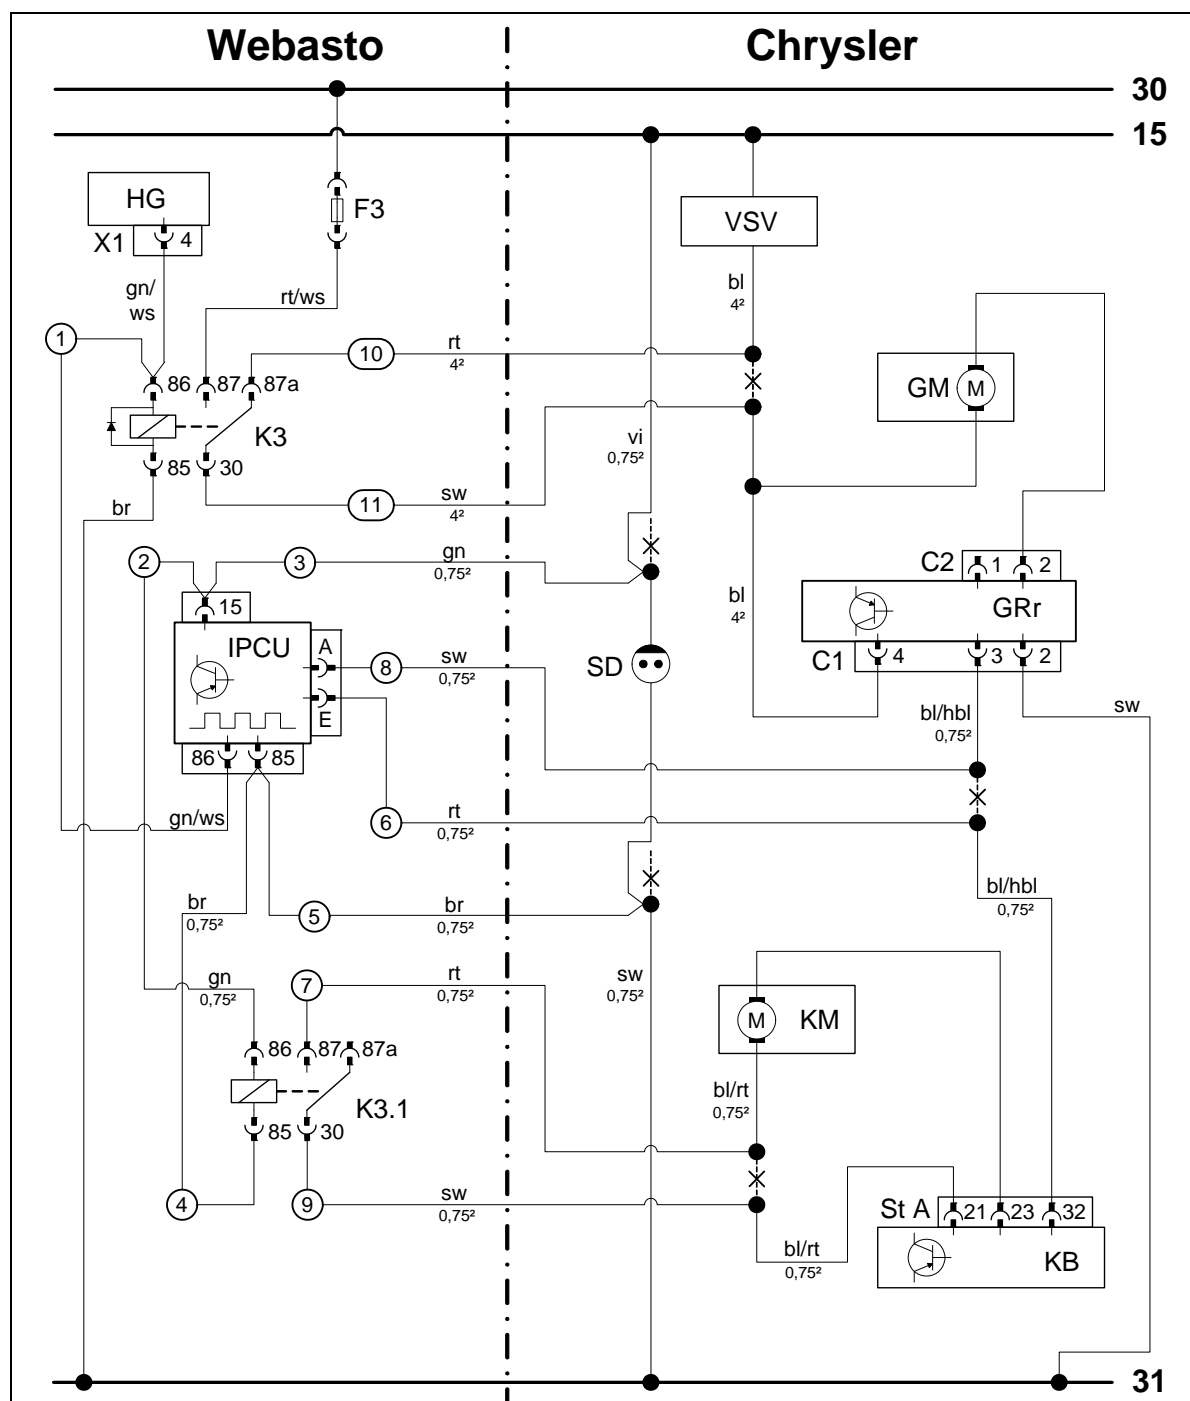 Webasto
Chrysler
30
15
HG
X1
4
F3
VSV
gn/
ws
rt/ws
bl
4²
1
10
rt
4²
86
87
87a
GM
M
K3
vi
0,75²
85
30
br
11
sw
4²
2
3
gn
0,75²
C2
1
2
bl
4²
15
GRr
IPCU
A
8
sw
0,75²
SD
C1
4
3
2
E
bl/hbl
0,75²
sw
86
85
gn/ws
6
rt
0,75²
br
0,75²
5
br
0,75²
bl/hbl
0,75²
gn
0,75²
7
rt
0,75²
sw
0,75²
M
KM
86
87
87a
bl/rt
0,75²
K3.1
85
30
4
9
sw
0,75²
St A
21
23
32
bl/rt
0,75²
KB
31